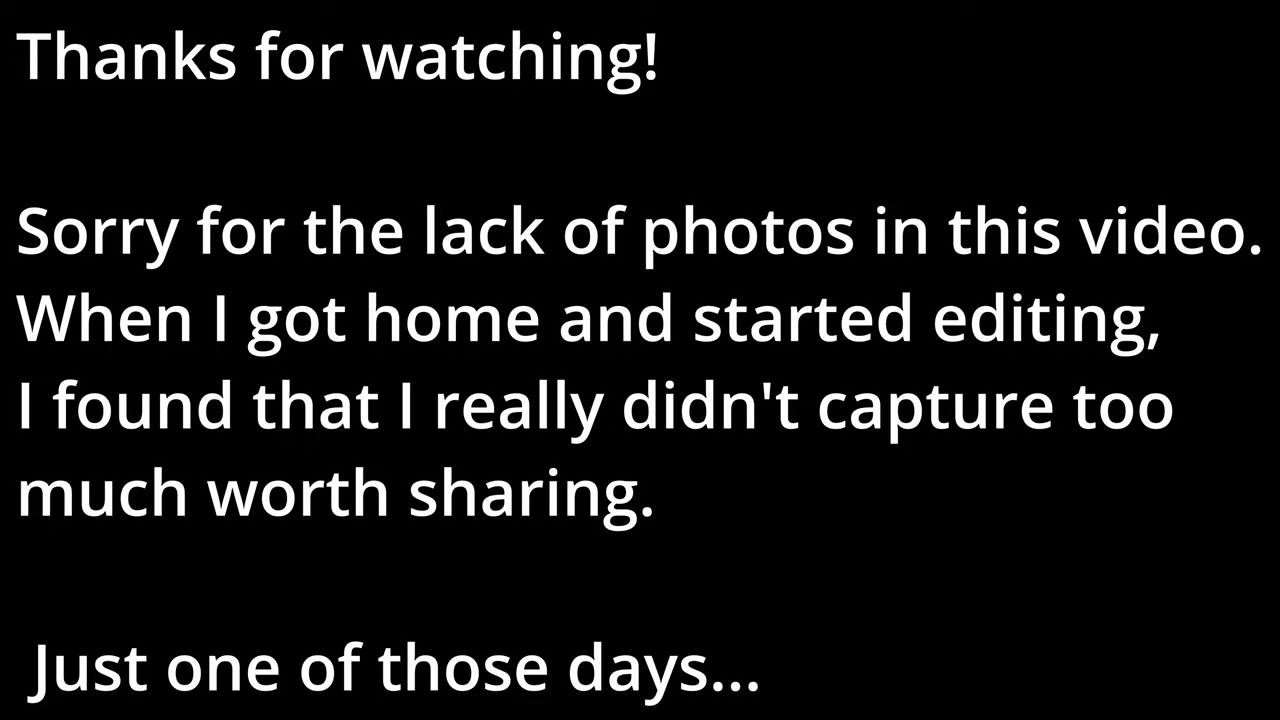 Thanks for watching!
Sorry for the lack of photos in this video.
When I got home and started editing,
I found that I really didn't capture too
much worth sharing.
Just one of those days...